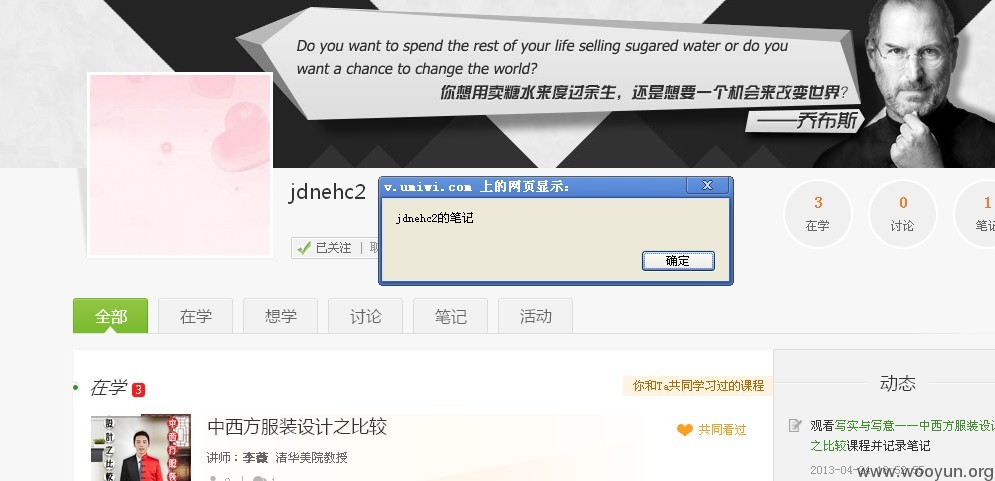 Do you want to spend the rest of your life selling sugared water or do you
want a chance to change the world?
你想用卖糖水来度过余生，还是想要一个机会来改变世界?
——乔布斯
jdnehc2
v.umiwi.com 上的网页显示:
jdnehc2的笔记
确定
已关注 |
3
在学
0
讨论
1
笔记
全部
在学
想学
讨论
笔记
活动
在学 3
你和Ta共同学习过的课程
动态
中西方服装设计之比较
共同看过
讲师：李薇 清华美院教授
观看写实与写意——中西方服装设计
之比较课程并记录笔记
2013-04-
www.wooyun.org